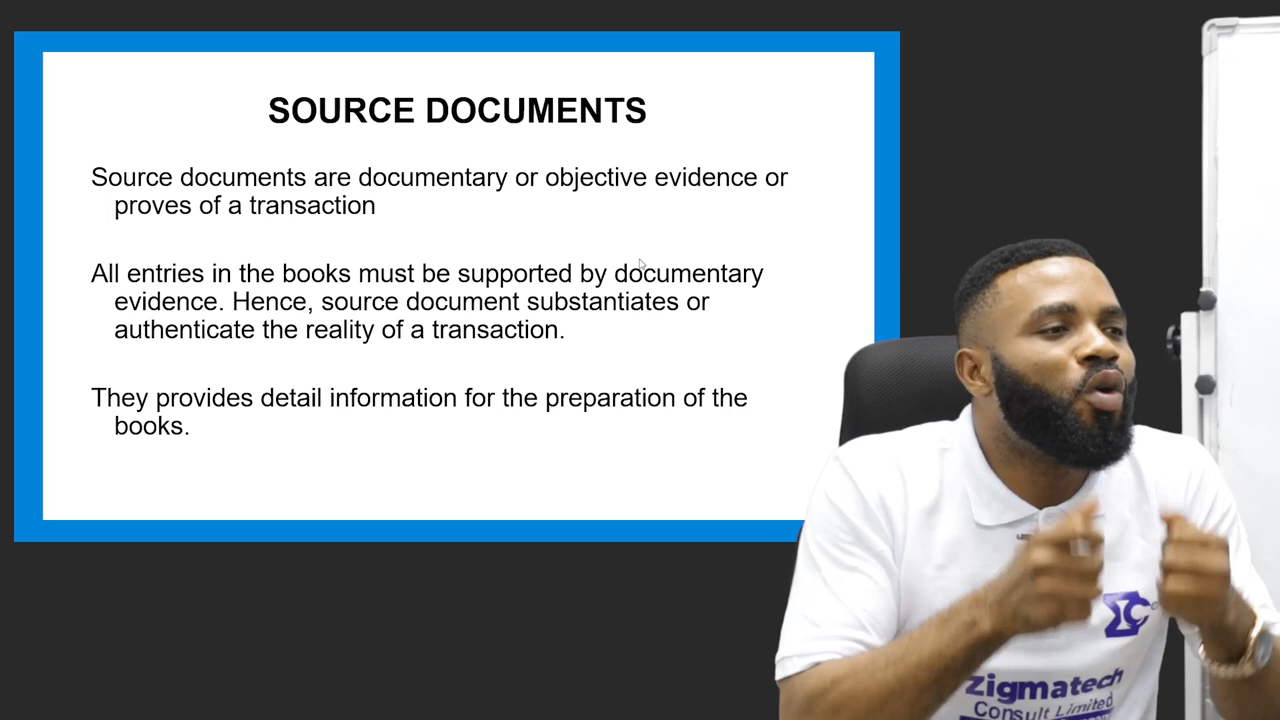 SOURCE DOCUMENTS
Source documents are documentary or objective evidence or
proves of a transaction
All entries in the books must be supported by documentary
evidence. Hence, source document substantiates or
authenticate the reality of a transaction.
They provides detail information for the preparation of the
books.
Zigmatech
Consult Limited